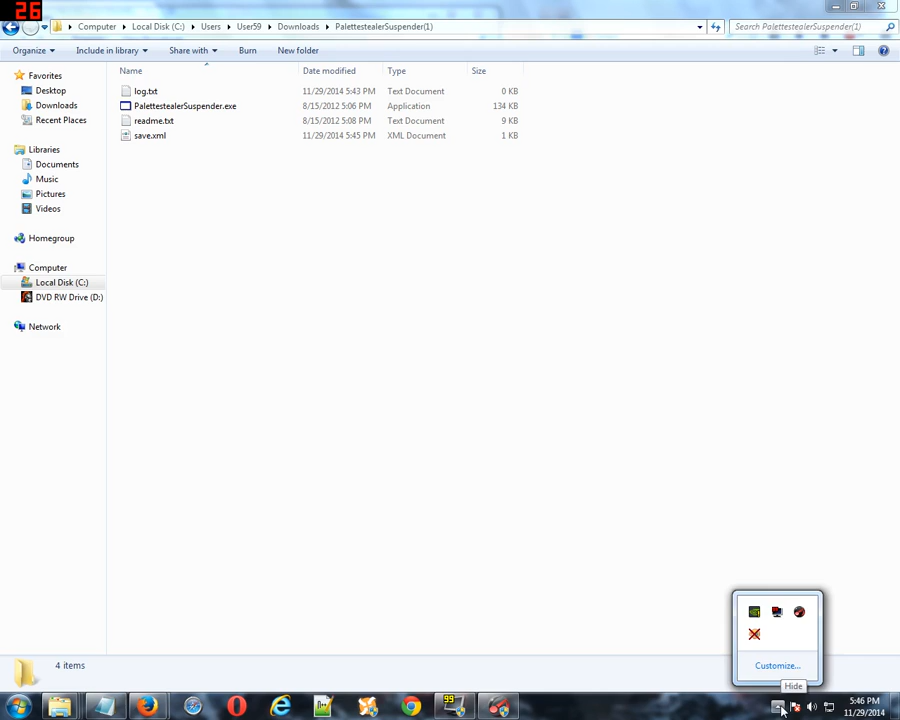 26
Computer Local Disk (C:) Users User59 Downloads PalettestealerSuspender(1) Search PalettestealerSuspender(1)
Organize Include in library Share with Burn New folder
Name Date modified Type Size
Favorites
Desktop
Downloads
Recent Places
Libraries
Documents
Music
Pictures
Videos
Homegroup
Computer
Local Disk (C:)
DVD RW Drive (D:)
Network
log.txt 11/29/2014 5:43 PM Text Document 0 KB
PalettestealerSuspender.exe 8/15/2012 5:06 PM Application 134 KB
readme.txt 8/15/2012 5:08 PM Text Document 9 KB
save.xml 11/29/2014 5:45 PM XML Document 1 KB
Customize...
Hide
4 items
99
5:46 PM
11/29/2014